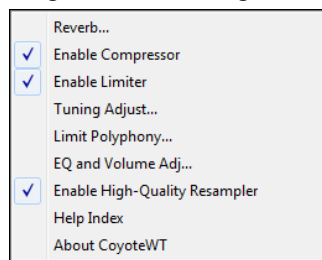 Reverb...
Enable Compressor
Enable Limiter
Tuning Adjust...
Limit Polyphony...
EQ and Volume Adj...
Enable High-Quality Resampler
Help Index
About CoyoteWT